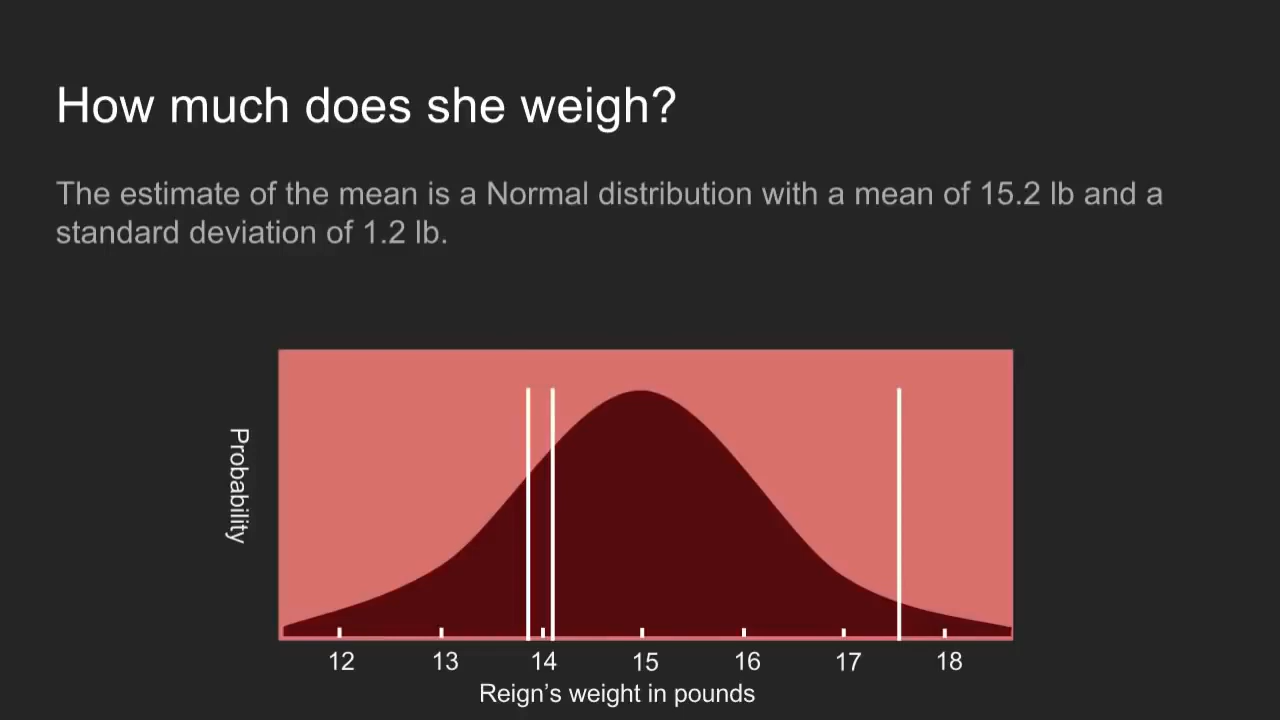 How much does she weigh?
The estimate of the mean is a Normal distribution with a mean of 15.2 lb and a
standard deviation of 1.2 lb.
Probability
12 13 14 15 16 17 18
Reign’s weight in pounds